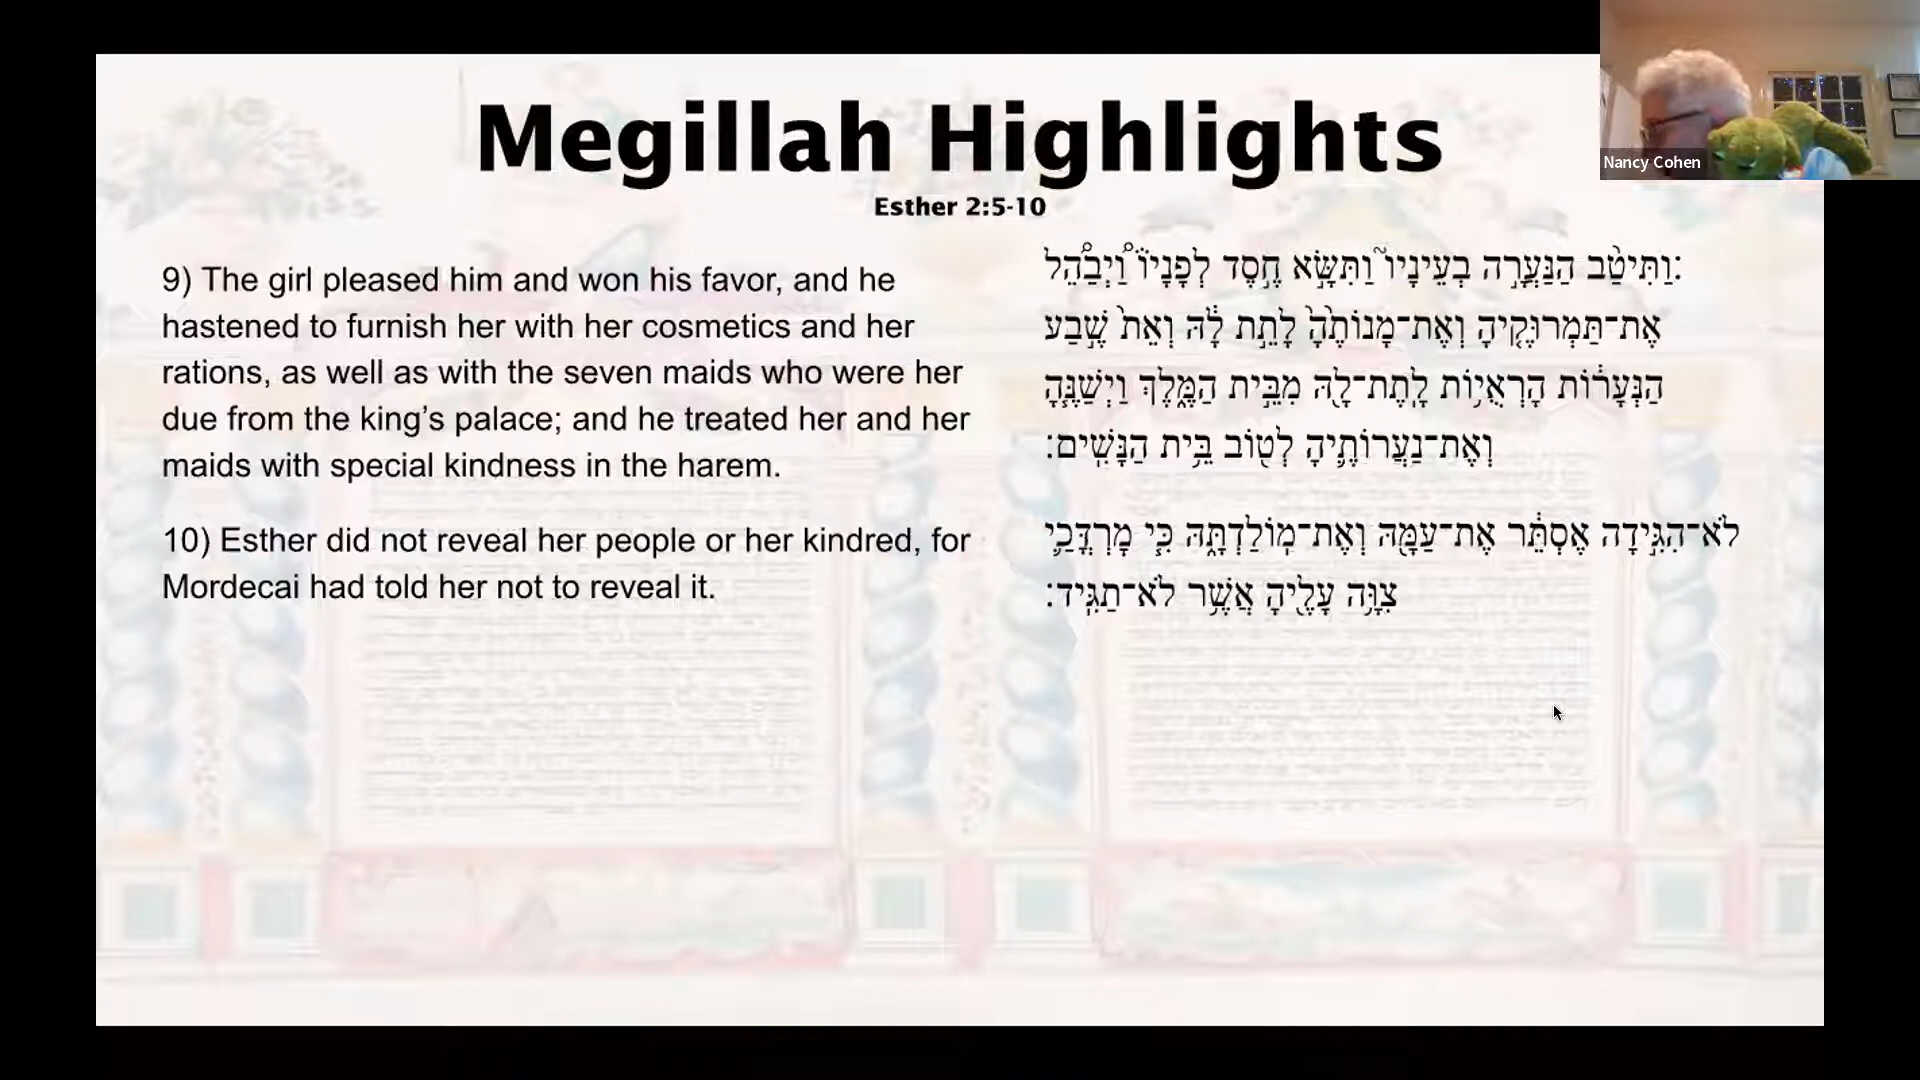 Megillah Highlights
Esther 2:5-10
9) The girl pleased him and won his favor, and he
hastened to furnish her with her cosmetics and her
rations, as well as with the seven maids who were her
due from the king’s palace; and he treated her and her
maids with special kindness in the harem.
10) Esther did not reveal her people or her kindred, for
Mordecai had told her not to reveal it.
וַתִּיטַ֨ב הַנַּעֲרָ֣ה בְעֵינָיו֮ וַתִּשָּׂ֣א חֶ֣סֶד לְפָנָיו֒ וַ֠יְבַהֵל׃
אֶת־תַּמְרוּקֶ֤יהָ וְאֶת־מָנוֹתֶ֙הָ֙ לָתֵ֣ת לָ֔הּ וְאֵת֙ שֶׁ֣בַע
הַנְּעָר֔וֹת הָרְאֻי֥וֹת לָֽתֶת־לָ֖הּ מִבֵּ֣ית הַמֶּ֑לֶךְ וַיְשַׁנֶּ֧הָ
וְאֶת־נַעֲרוֹתֶ֛יהָ לְט֖וֹב בֵּ֥ית הַנָּשִֽׁים׃
לֹא־הִגִּ֣ידָה אֶסְתֵּ֔ר אֶת־עַמָּ֖הּ וְאֶת־מֽוֹלַדְתָּ֑הּ כִּ֧י מָרְדֳּכַ֛י
צִוָּ֥ה עָלֶ֖יהָ אֲשֶׁ֥ר לֹא־תַגִּֽיד׃
Nancy Cohen